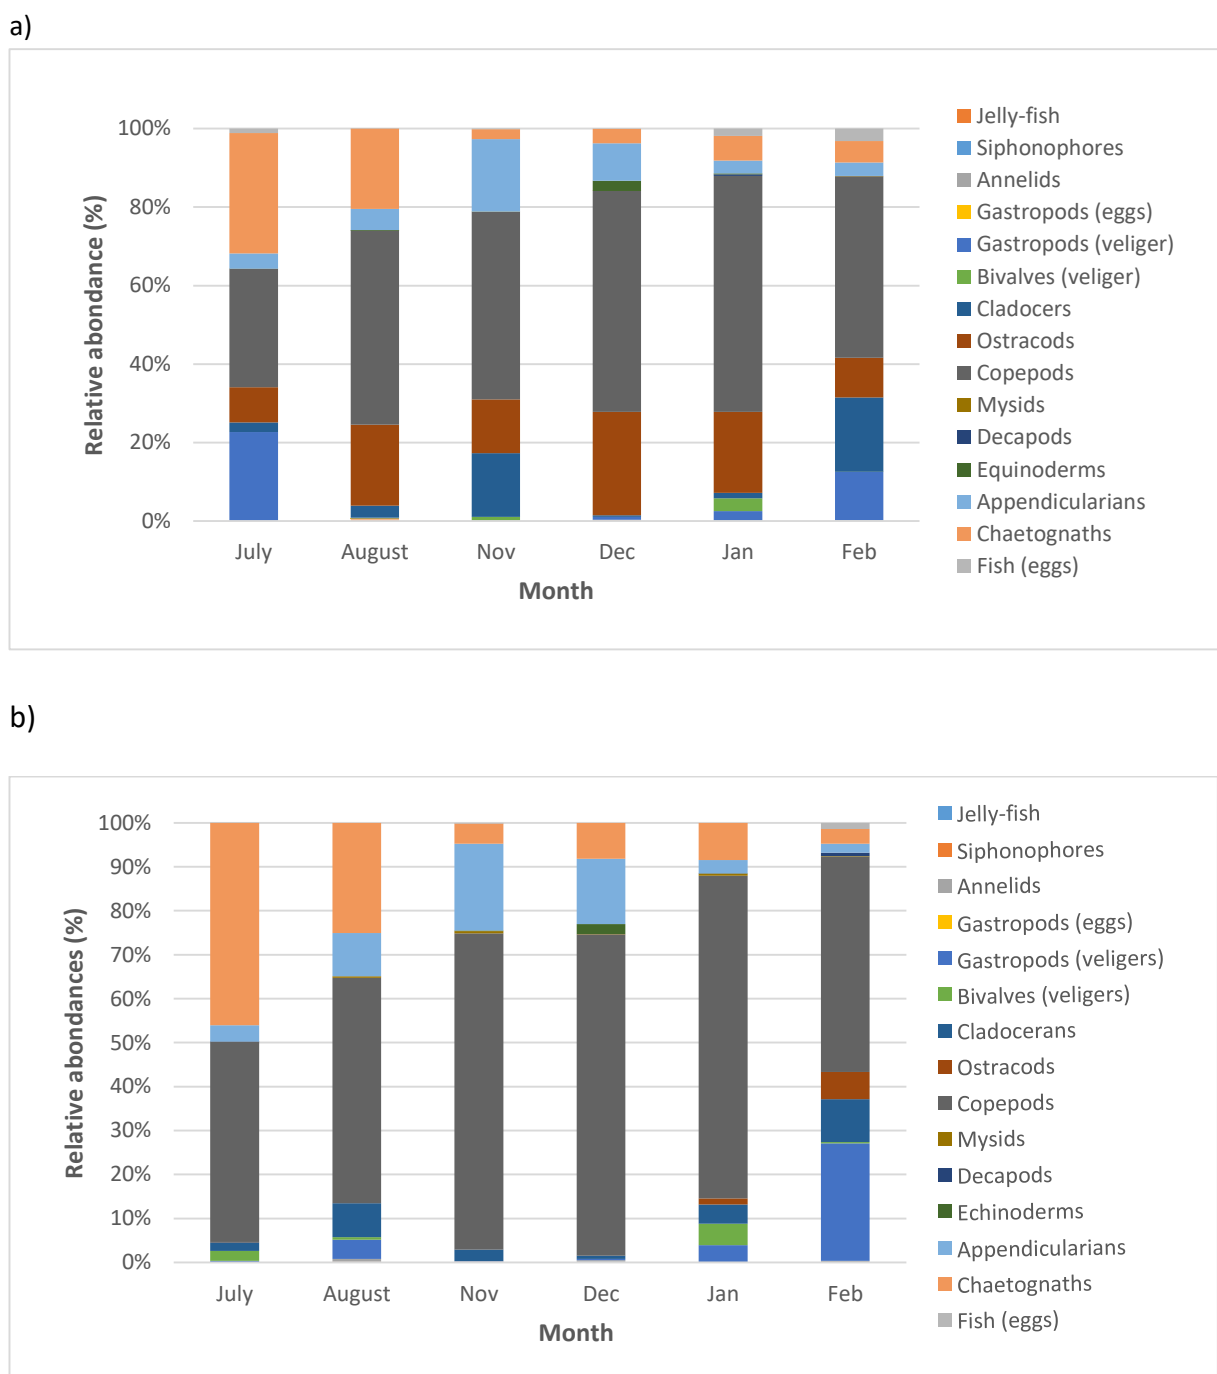 a)
100%
80%
60%
40%
20%
0%
Relative abondance (%)
July August Nov Dec Jan Feb
Month
Jelly-fish
Siphonophores
Annelids
Gastropods (eggs)
Gastropods (veliger)
Bivalves (veliger)
Cladocers
Ostracods
Copepods
Mysids
Decapods
Equinoderms
Appendicularians
Chaetognaths
Fish (eggs)
b)
100%
90%
80%
70%
60%
50%
40%
30%
20%
10%
0%
Relative abundances (%)
July August Nov Dec Jan Feb
Month
Jelly-fish
Siphonophores
Annelids
Gastropods (eggs)
Gastropods (veligers)
Bivalves (veligers)
Cladocerans
Ostracods
Copepods
Mysids
Decapods
Echinoderms
Appendicularians
Chaetognaths
Fish (eggs)